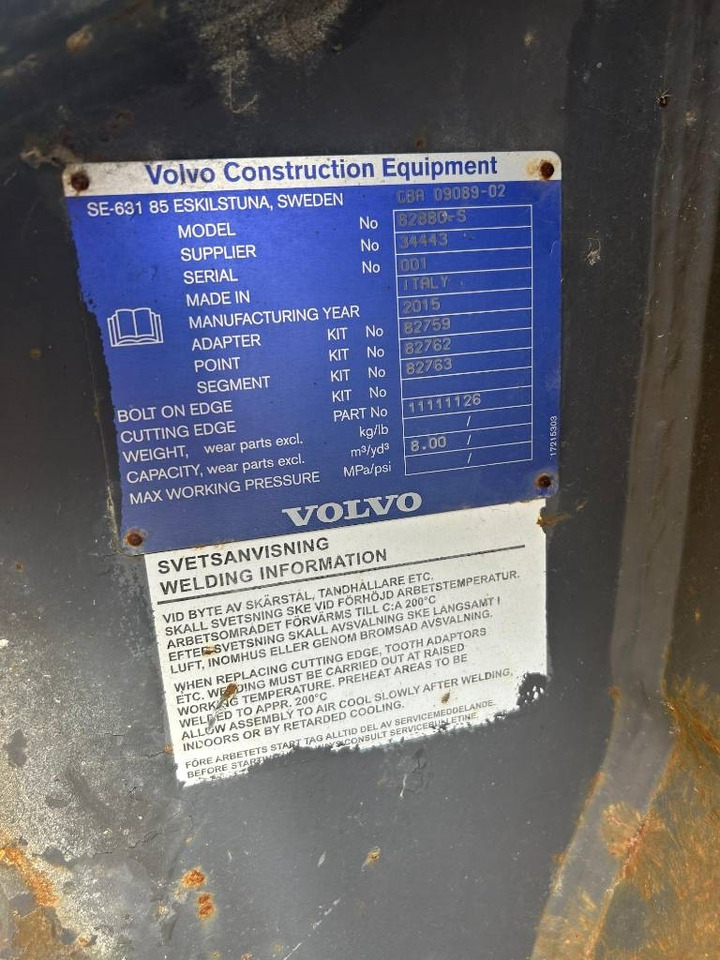 Volvo Construction Equipment
SE-631 85 ESKILSTUNA, SWEDEN CBA 09089-02
MODEL No 82880-S
SUPPLIER No 34443
SERIAL No 001
MADE IN ITALY
MANUFACTURING YEAR 2015
ADAPTER KIT No 82759
POINT KIT No 82762
SEGMENT KIT No 82763
BOLT ON EDGE KIT No
CUTTING EDGE PART No 11111126
WEIGHT, wear parts excl. kg/lb /
CAPACITY, wear parts excl. m³/yd³ 8.00 /
MAX WORKING PRESSURE MPa/psi /
17215303
VOLVO
SVETSANVISNING
WELDING INFORMATION
VID BYTE AV SKÄRSTÅL, TANDHÅLLARE ETC.
SKALL SVETSNING SKE VID FÖRHÖJD ARBETSTEMPERATUR.
ARBETSOMRÅDET FÖRVÄRMS TILL C:A 200°C
EFTER SVETSNING SKALL AVSVALNING SKE LÅNGSAMT I
LUFT, INOMHUS ELLER GENOM BROMSAD AVSVALNING.
WHEN REPLACING CUTTING EDGE, TOOTH ADAPTORS
ETC. WELDING MUST BE CARRIED OUT AT RAISED
WORKING TEMPERATURE. PREHEAT AREAS TO BE
WELDED TO APPR. 200°C
ALLOW ASSEMBLY TO AIR COOL SLOWLY AFTER WELDING,
INDOORS OR BY RETARDED COOLING.
FÖRE ARBETETS START TAG ALLTID DEL AV SERVICEMEDDELANDE.
BEFORE CONSULT SERVICEBULLETINE.